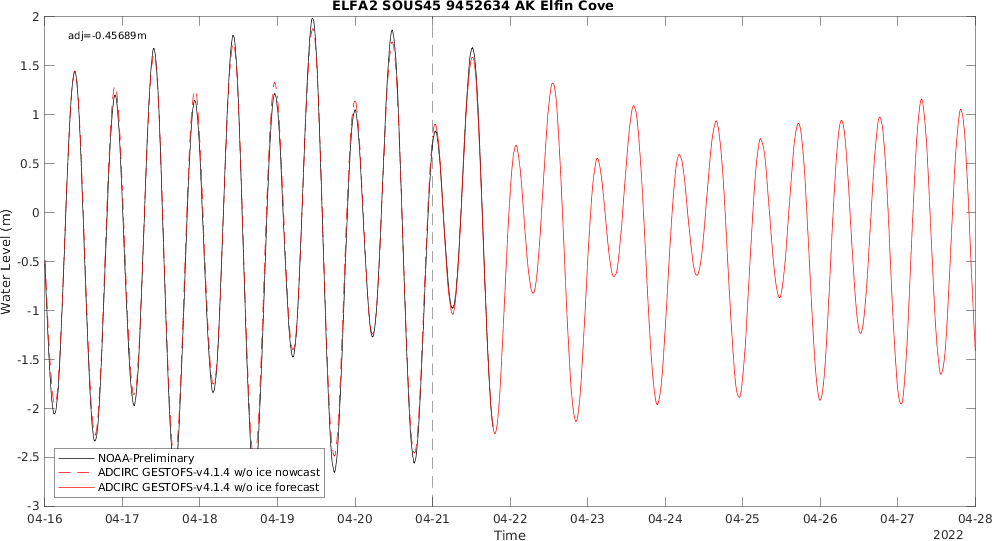 ELFA2 SOUS45 9452634 AK Elfin Cove
adj=-0.45689m
2
1.5
1
0.5
0
-0.5
-1
-1.5
-2
-2.5
-3
Water Level (m)
NOAA-Preliminary
ADCIRC GESTOFS-v4.1.4 w/o ice nowcast
ADCIRC GESTOFS-v4.1.4 w/o ice forecast
04-16 04-17 04-18 04-19 04-20 04-21 04-22 04-23 04-24 04-25 04-26 04-27 04-28
Time
2022